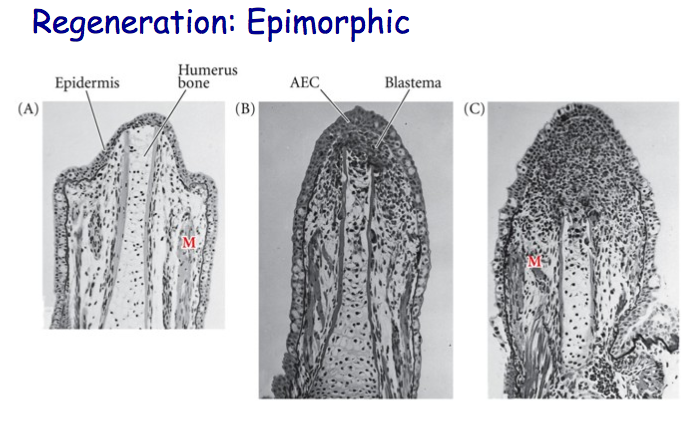 Regeneration: Epimorphic
Epidermis
Humerus
bone
AEC
Blastema
(A)
(B)
(C)
M
M